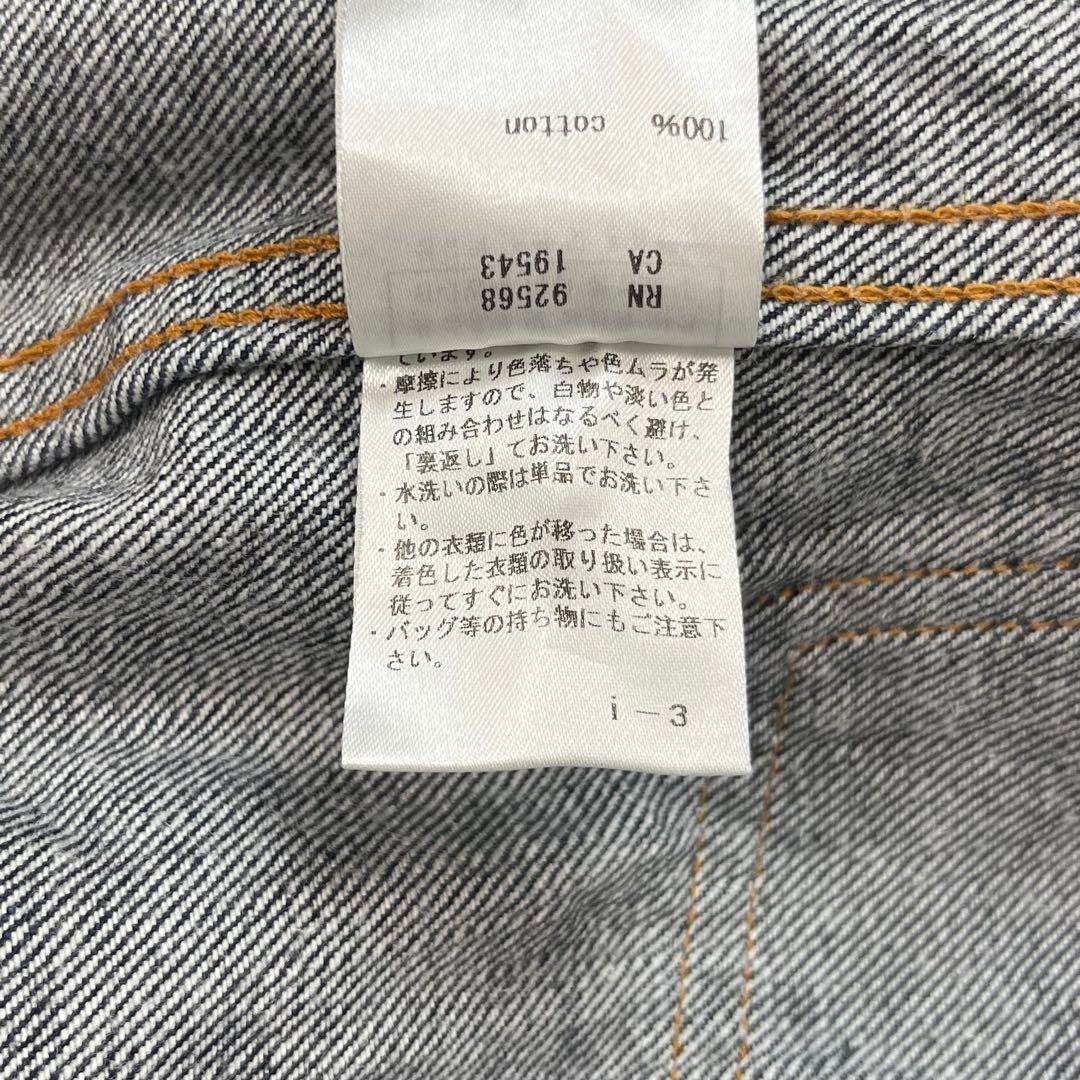 100% cotton
RN 92568
CA 19543
ています。
・摩擦により色落ちや色ムラが発
生しますので、白物や淡い色と
の組み合わせはなるべく避け、
「裏返し」てお洗い下さい。
・水洗いの際は単品でお洗い下さ
い。
・他の衣類に色が移った場合は、
着色した衣類の取り扱い表示に
従ってすぐにお洗い下さい。
・バッグ等の持ち物にもご注意下
さい。
i－3